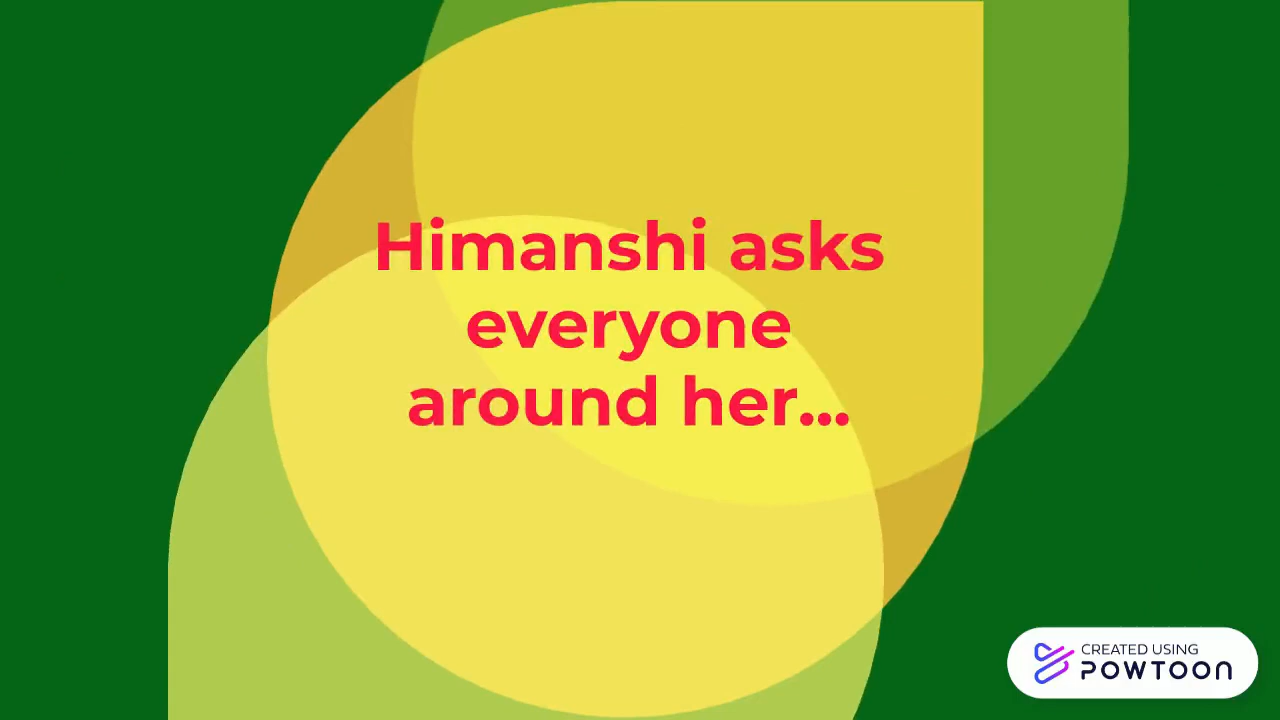 Himanshi asks
everyone
around her...
CREATED USING
POWTOON